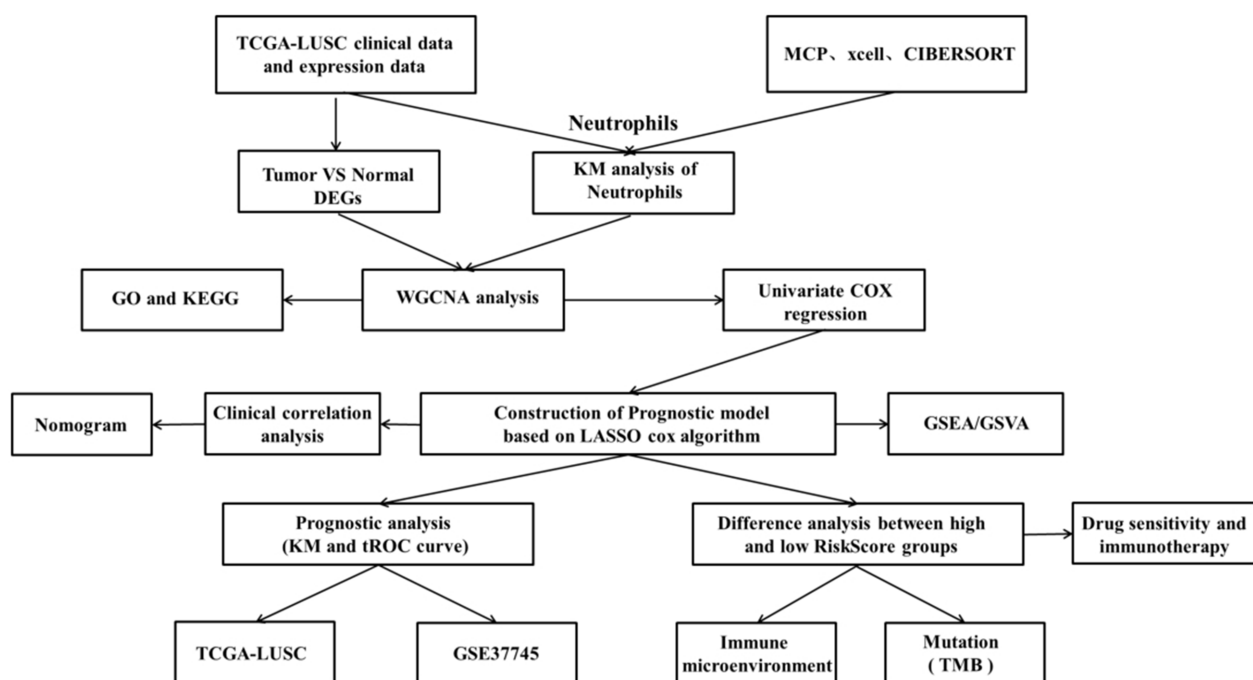 TCGA-LUSC clinical data
and expression data
MCP、xcell、CIBERSORT
Neutrophils
Tumor VS Normal
DEGs
KM analysis of
Neutrophils
GO and KEGG
WGCNA analysis
Univariate COX
regression
Nomogram
Clinical correlation
analysis
Construction of Prognostic model
based on LASSO cox algorithm
GSEA/GSVA
Prognostic analysis
(KM and tROC curve)
Difference analysis between high
and low RiskScore groups
Drug sensitivity and
immunotherapy
TCGA-LUSC
GSE37745
Immune
microenvironment
Mutation
( TMB )